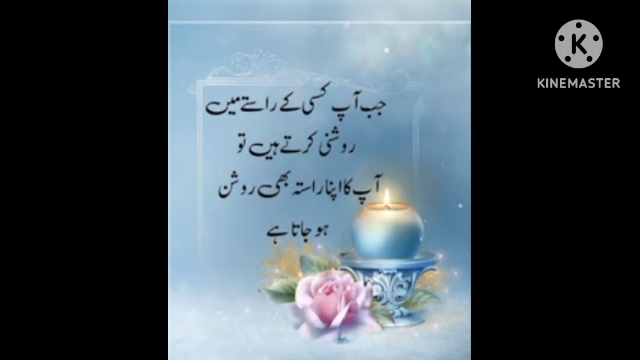 جب آپ کسی کے راستے میں
روشنی کرتے ہیں تو
آپ کا اپنا راستہ بھی روشن
ہو جاتا ہے
K
KINEMASTER